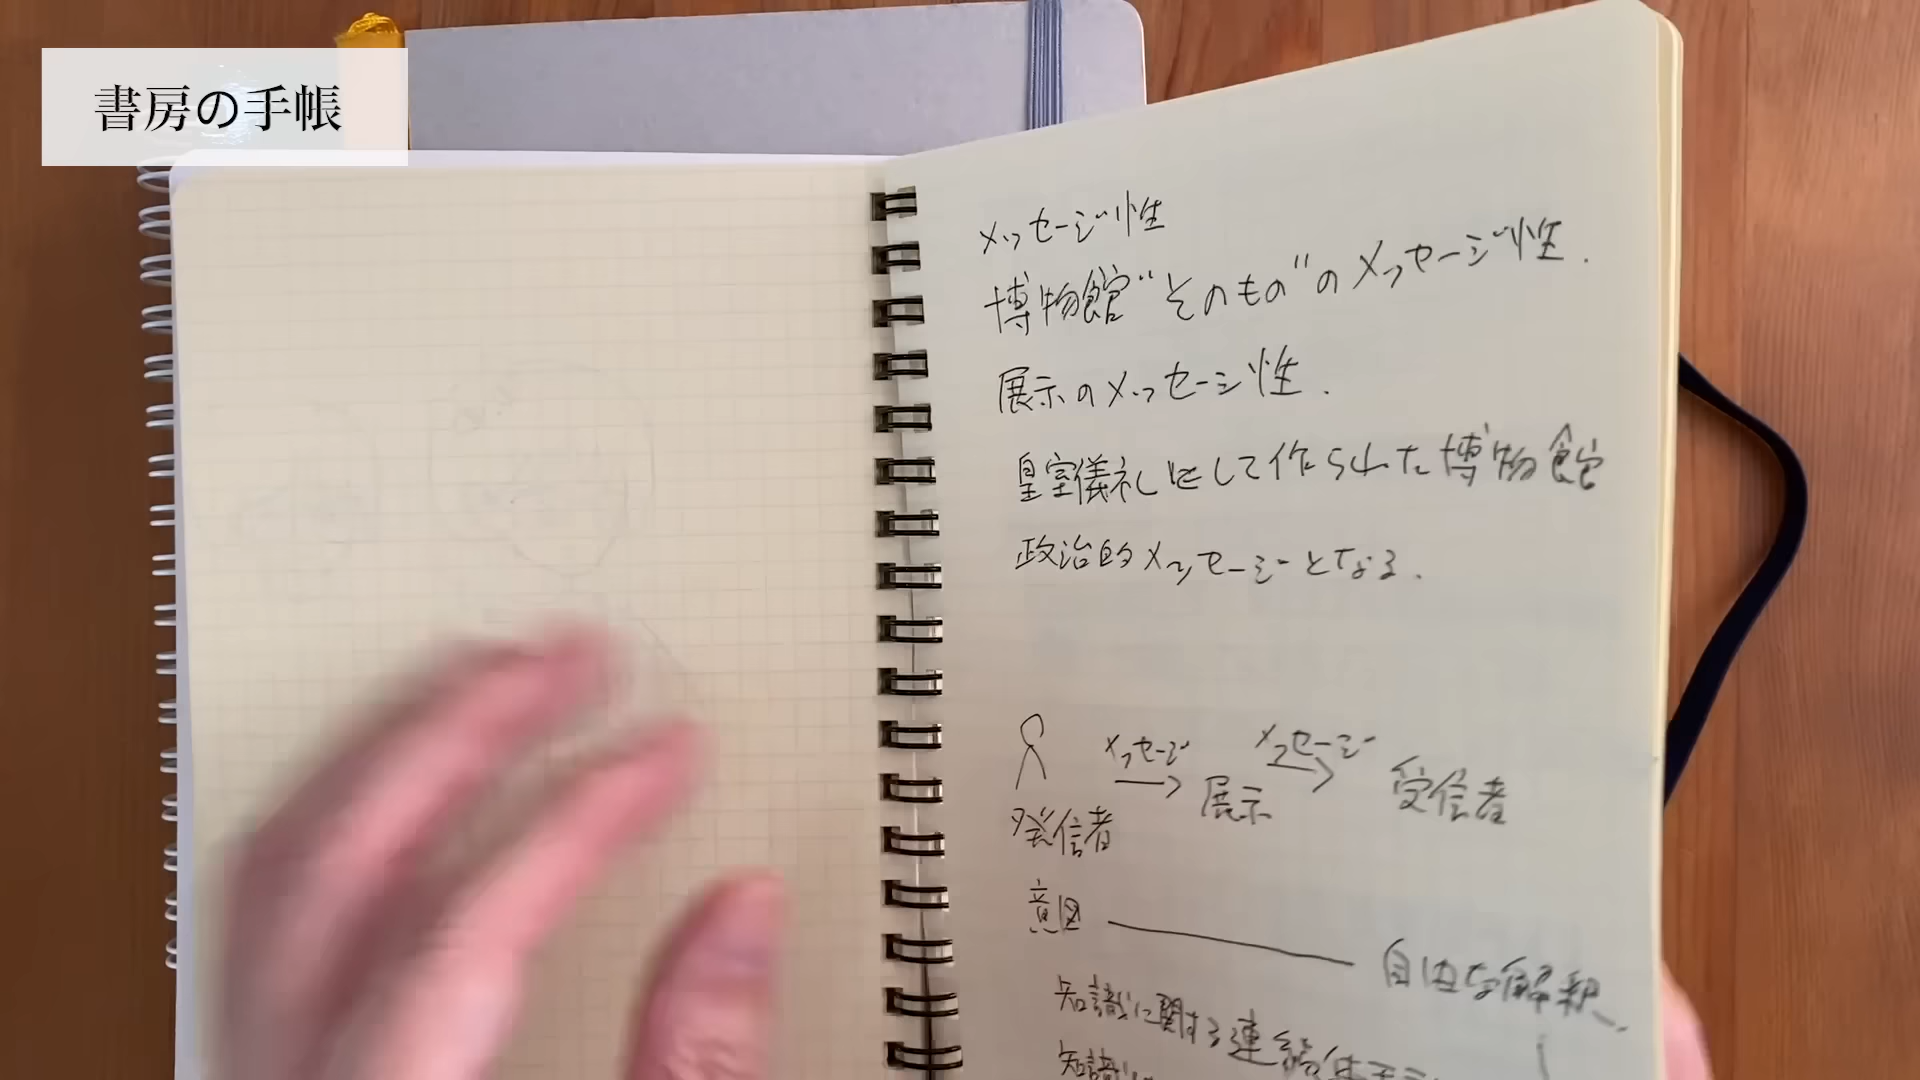 書房の手帳
メッセージ性
博物館“そのもの”のメッセージ性.
展示のメッセージ性.
皇室儀礼として作られた博物館
政治的メッセージとなる.
メッセージ メッセージ
発信者 展示 受信者
意図 自由な解釈
知識に関する連続
知識